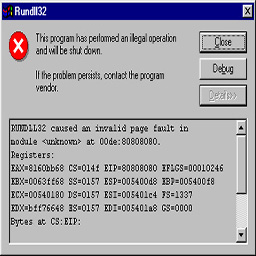 Rundll32
This program has performed an illegal operation
and will be shut down.
If the problem persists, contact the program
vendor.
Close
Debug
Details>>
RUNDLL32 caused an invalid page fault in
module <unknown> at 00de:80808080.
Registers:
EAX=8160bb68 CS=014f EIP=80808080 EFLGS=00010246
EBX=0063ff68 SS=0157 ESP=005400d8 EBP=005400f8
ECX=00540180 DS=0157 ESI=005401c4 FS=1337
EDX=bff76648 ES=0157 EDI=005401a8 GS=0000
Bytes at CS:EIP: